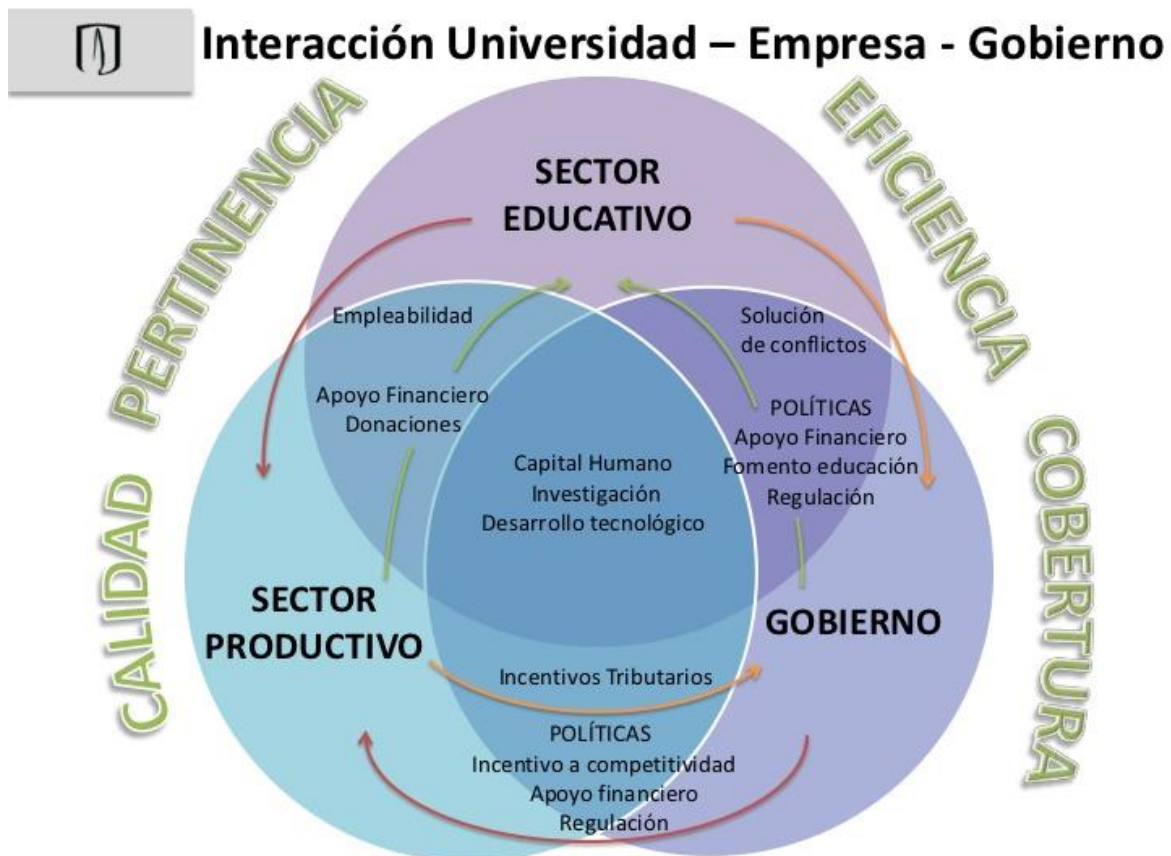 Interacción Universidad – Empresa - Gobierno
PERTINENCIA
EFICIENCIA
SECTOR
EDUCATIVO
Empleabilidad
Solución
de conflictos
Apoyo Financiero
Donaciones
POLÍTICAS
Apoyo Financiero
Fomento educación
Regulación
Capital Humano
Investigación
Desarrollo tecnológico
CALIDAD
COBERTURA
SECTOR
PRODUCTIVO
GOBIERNO
Incentivos Tributarios
POLÍTICAS
Incentivo a competitividad
Apoyo financiero
Regulación